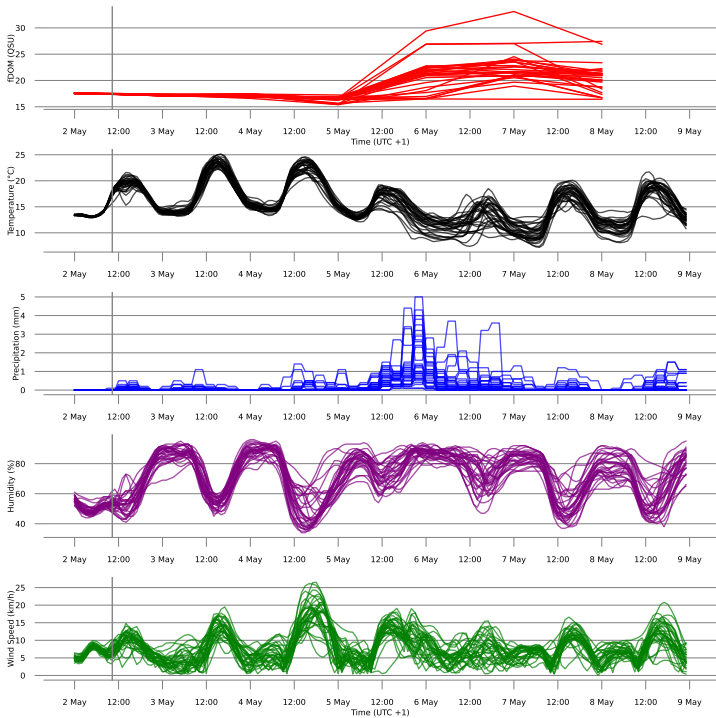 fDOM (QSU)
30
25
20
15
2 May 12:00 3 May 12:00 4 May 12:00 5 May 12:00 6 May 12:00 7 May 12:00 8 May 12:00 9 May
Time (UTC +1)
Temperature (°C)
25
20
15
10
2 May 12:00 3 May 12:00 4 May 12:00 5 May 12:00 6 May 12:00 7 May 12:00 8 May 12:00 9 May
Precipitation (mm)
5
4
3
2
1
0
2 May 12:00 3 May 12:00 4 May 12:00 5 May 12:00 6 May 12:00 7 May 12:00 8 May 12:00 9 May
Humidity (%)
80
60
40
2 May 12:00 3 May 12:00 4 May 12:00 5 May 12:00 6 May 12:00 7 May 12:00 8 May 12:00 9 May
Wind Speed (km/h)
25
20
15
10
5
0
2 May 12:00 3 May 12:00 4 May 12:00 5 May 12:00 6 May 12:00 7 May 12:00 8 May 12:00 9 May
Time (UTC +1)